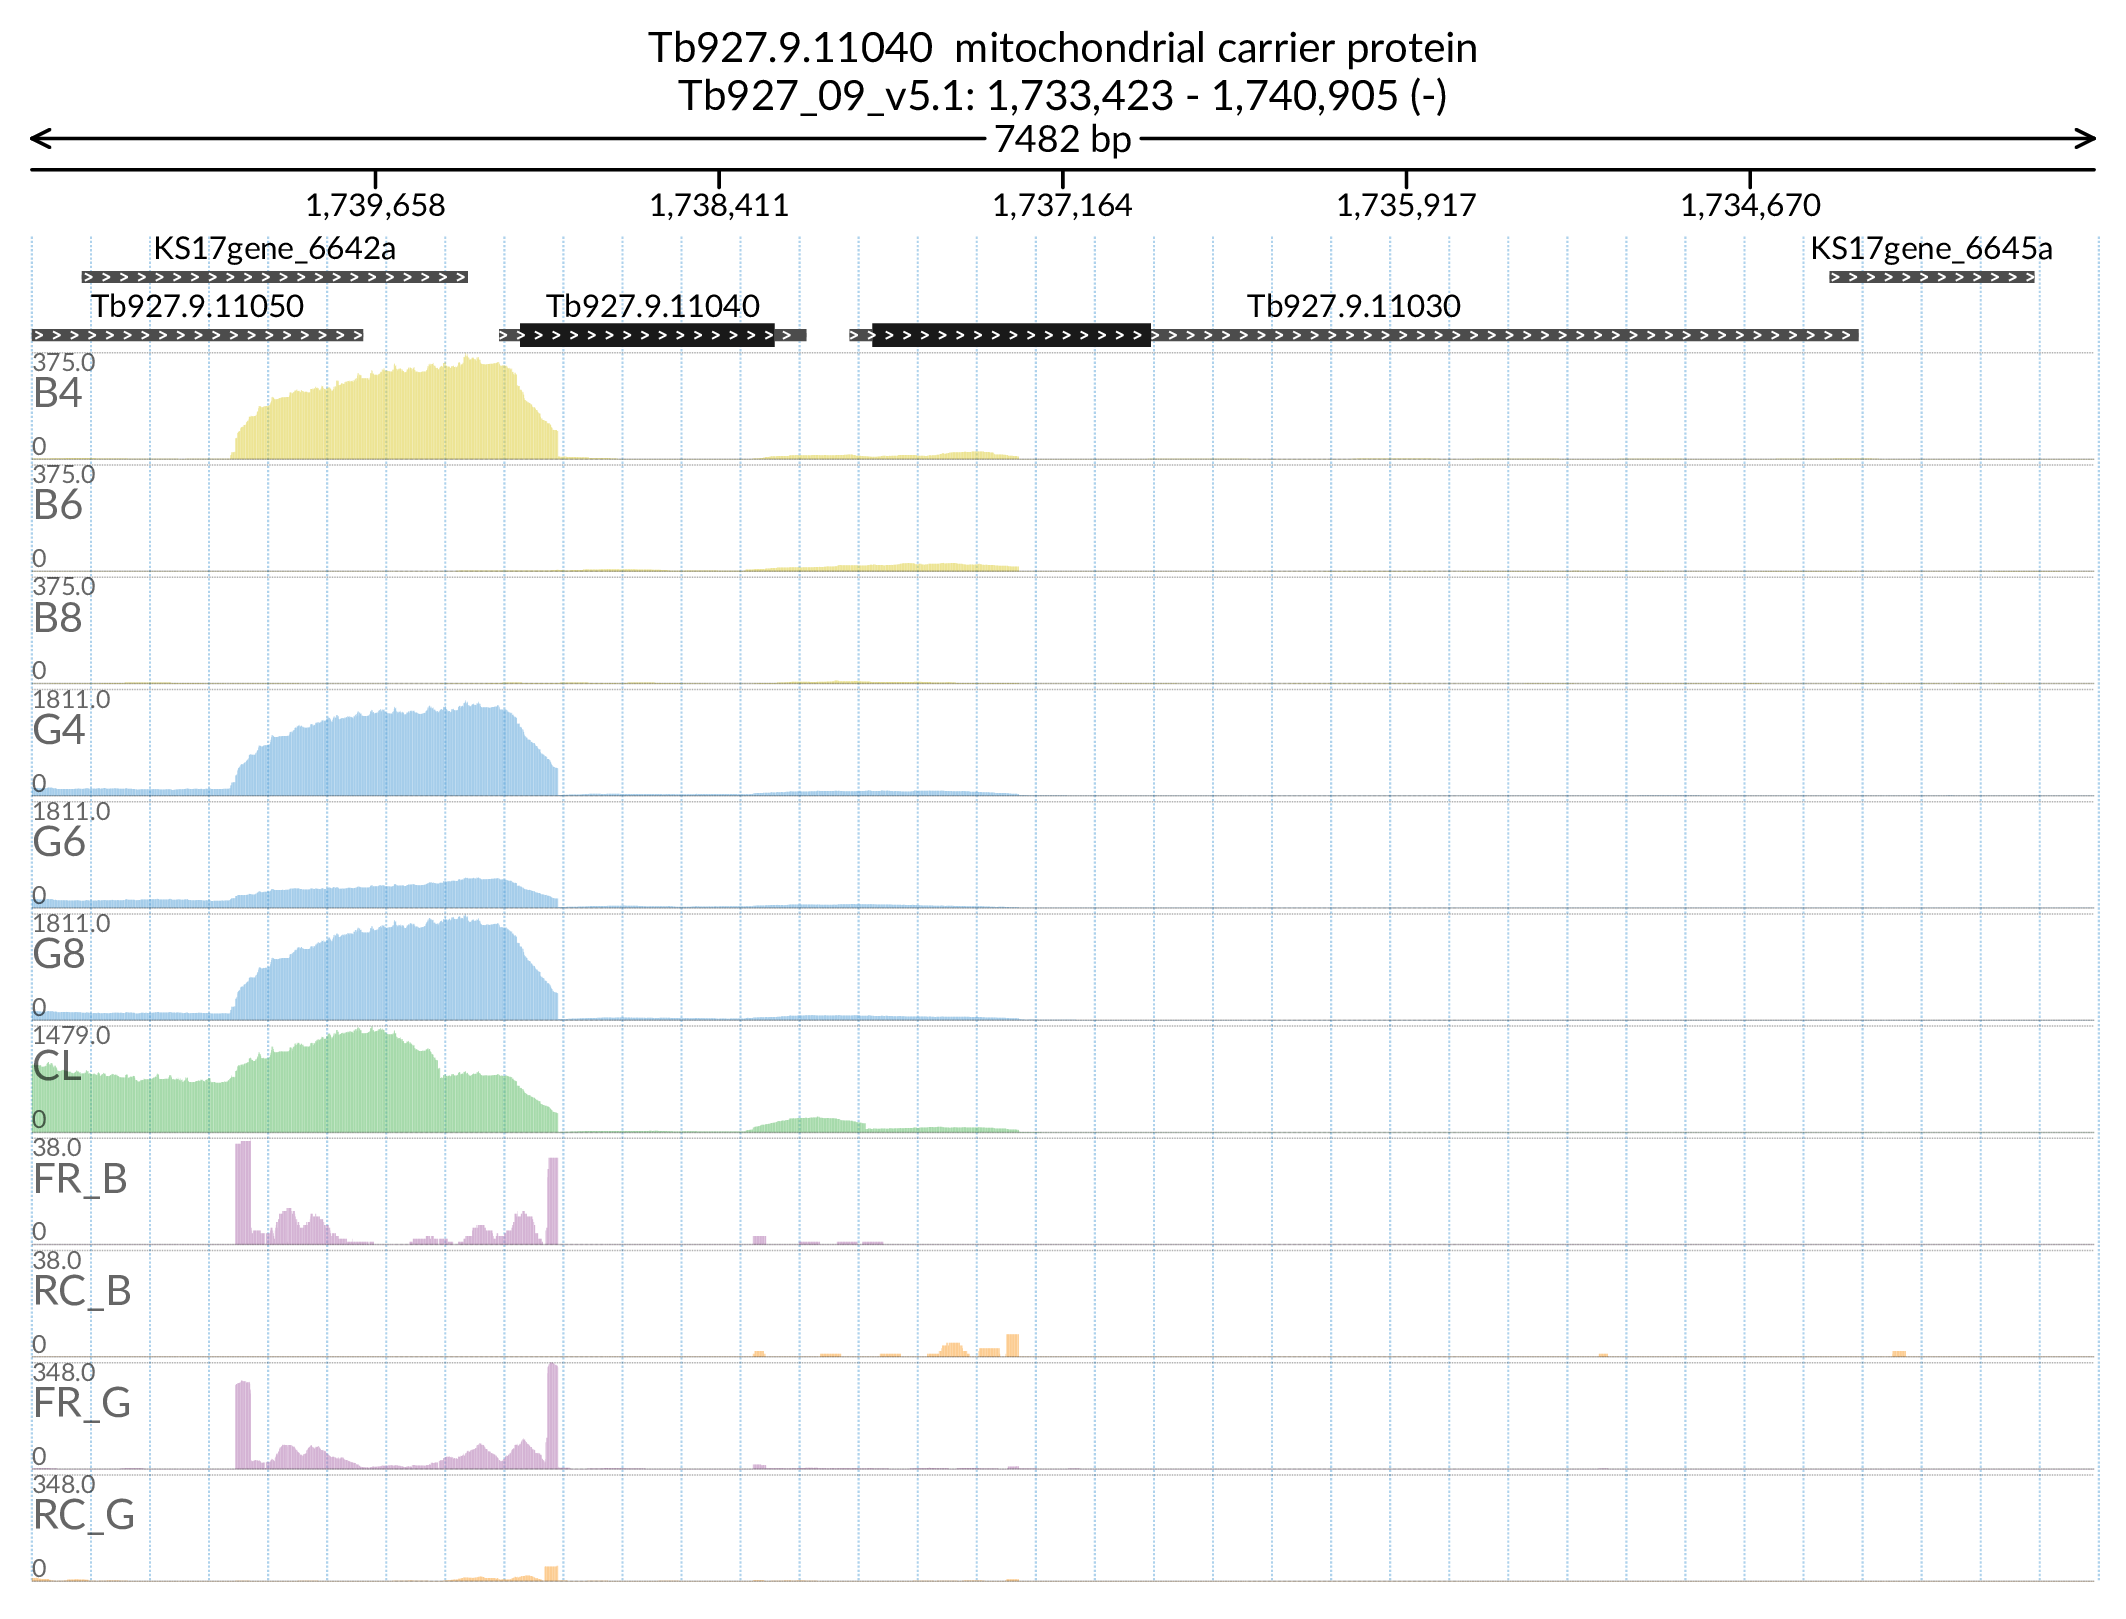 Tb927.9.11040  mitochondrial carrier protein
Tb927_09_v5.1: 1,733,423 - 1,740,905 (-)
7482 bp
1,739,658 1,738,411 1,737,164 1,735,917 1,734,670
KS17gene_6642a KS17gene_6645a
Tb927.9.11050 Tb927.9.11040 Tb927.9.11030
375.0
B4
0
375.0
B6
0
375.0
B8
0
1811.0
G4
0
1811.0
G6
0
1811.0
G8
0
1479.0
CL
0
38.0
FR_B
0
38.0
RC_B
0
348.0
FR_G
0
348.0
RC_G
0